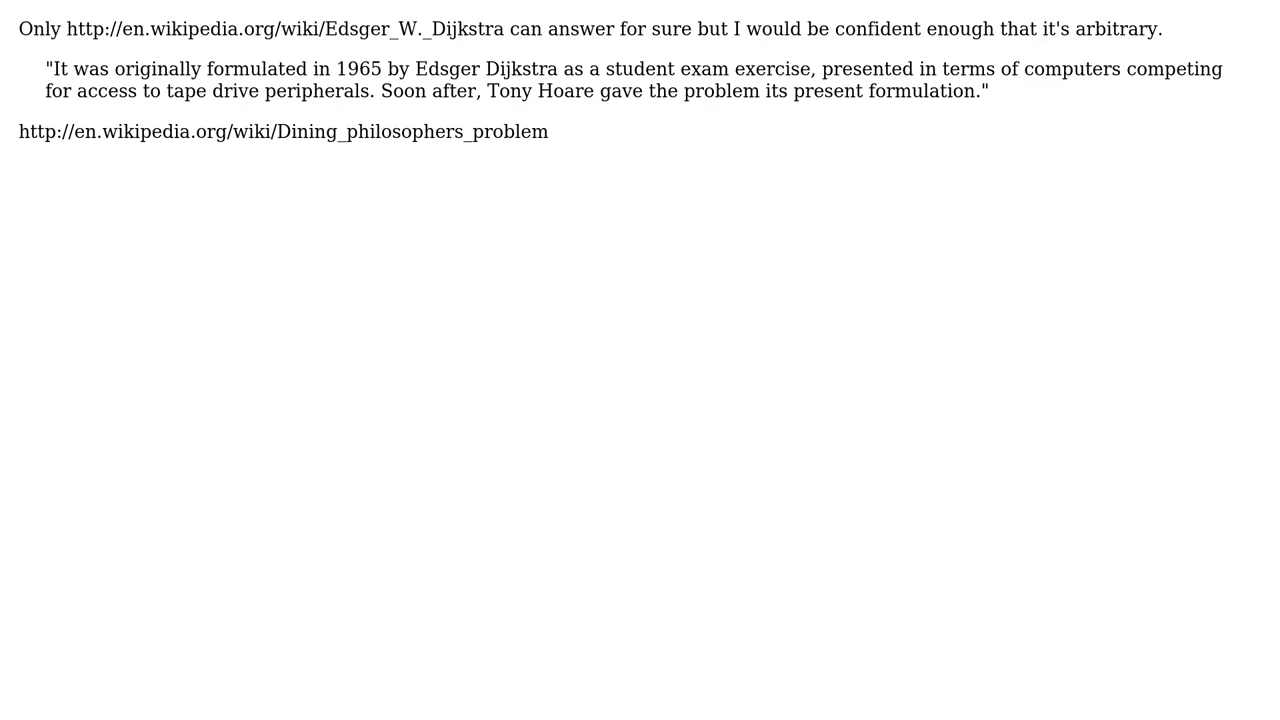 Only http://en.wikipedia.org/wiki/Edsger_W._Dijkstra can answer for sure but I would be confident enough that it's arbitrary.
"It was originally formulated in 1965 by Edsger Dijkstra as a student exam exercise, presented in terms of computers competing
for access to tape drive peripherals. Soon after, Tony Hoare gave the problem its present formulation."
http://en.wikipedia.org/wiki/Dining_philosophers_problem